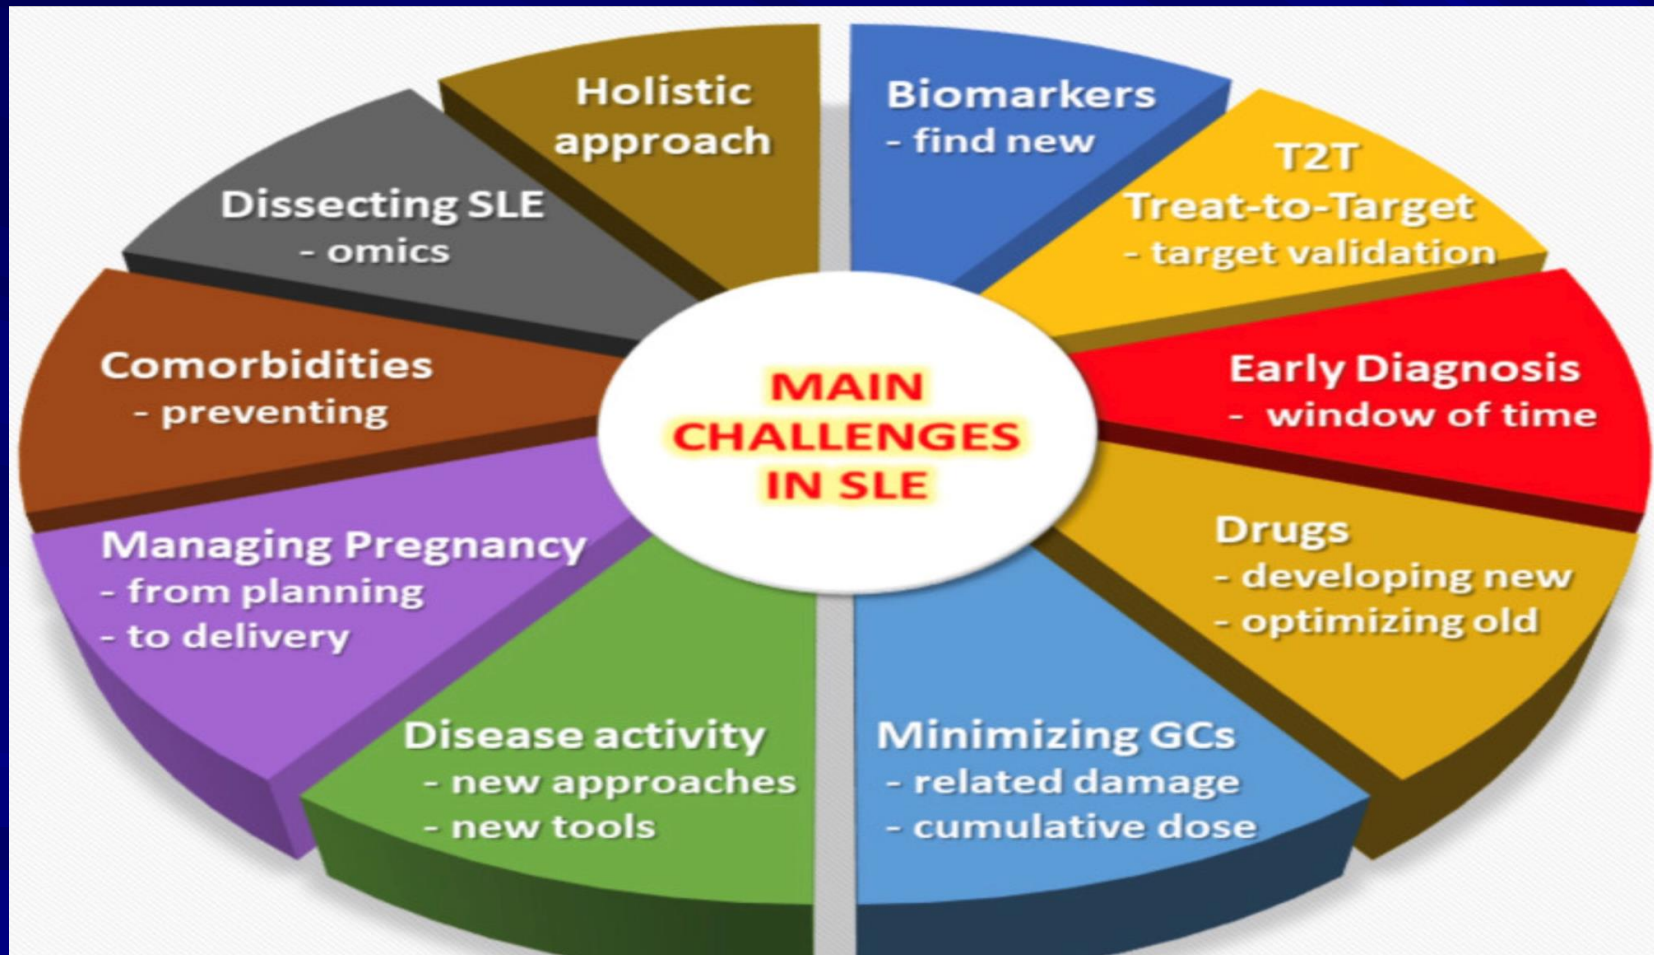 MAIN
CHALLENGES
IN SLE
Biomarkers
- find new
T2T
Treat-to-Target
- target validation
Early Diagnosis
- window of time
Drugs
- developing new
- optimizing old
Minimizing GCs
- related damage
- cumulative dose
Disease activity
- new approaches
- new tools
Managing Pregnancy
- from planning
- to delivery
Comorbidities
- preventing
Dissecting SLE
- omics
Holistic
approach